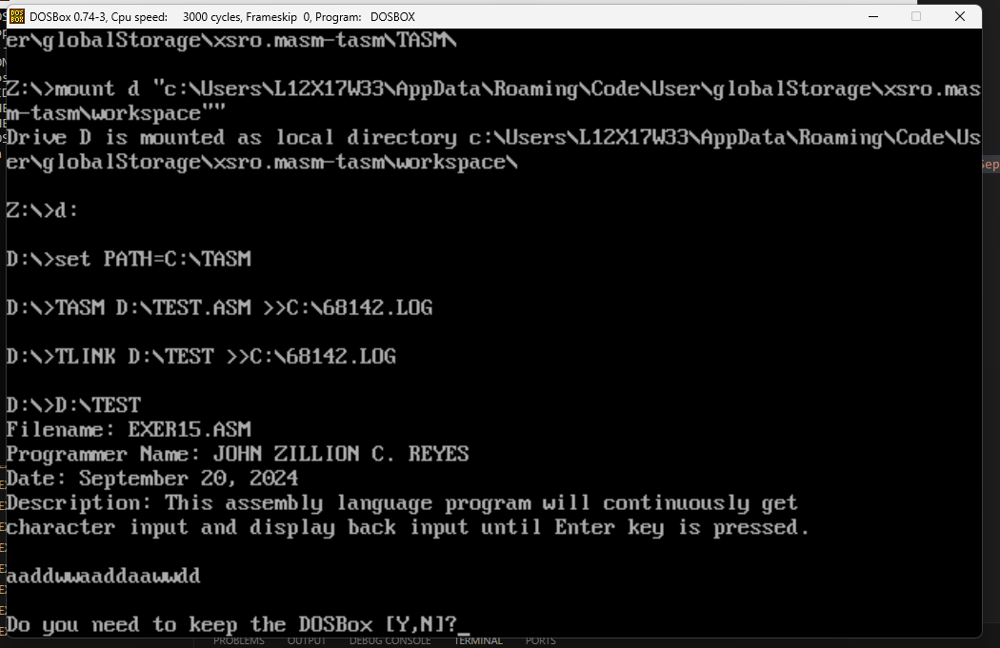 DOSBox 0.74-3, Cpu speed: 3000 cycles, Frameskip 0, Program: DOSBOX
er\globalStorage\xsro.masm-tasm\TASM\
Z:\>mount d "c:\Users\L12X17W33\AppData\Roaming\Code\User\globalStorage\xsro.mas
m-tasm\workspace""
Drive D is mounted as local directory c:\Users\L12X17W33\AppData\Roaming\Code\Us
er\globalStorage\xsro.masm-tasm\workspace\
Z:\>d:
D:\>set PATH=C:\TASM
D:\>TASM D:\TEST.ASM >>C:\68142.LOG
D:\>TLINK D:\TEST >>C:\68142.LOG
D:\>D:\TEST
Filename: EXER15.ASM
Programmer Name: JOHN ZILLION C. REYES
Date: September 20, 2024
Description: This assembly language program will continuously get
character input and display back input until Enter key is pressed.
aaddwwaaddaawwdd
Do you need to keep the DOSBox [Y,N]?_
PROBLEMS OUTPUT DEBUG CONSOLE TERMINAL PORTS